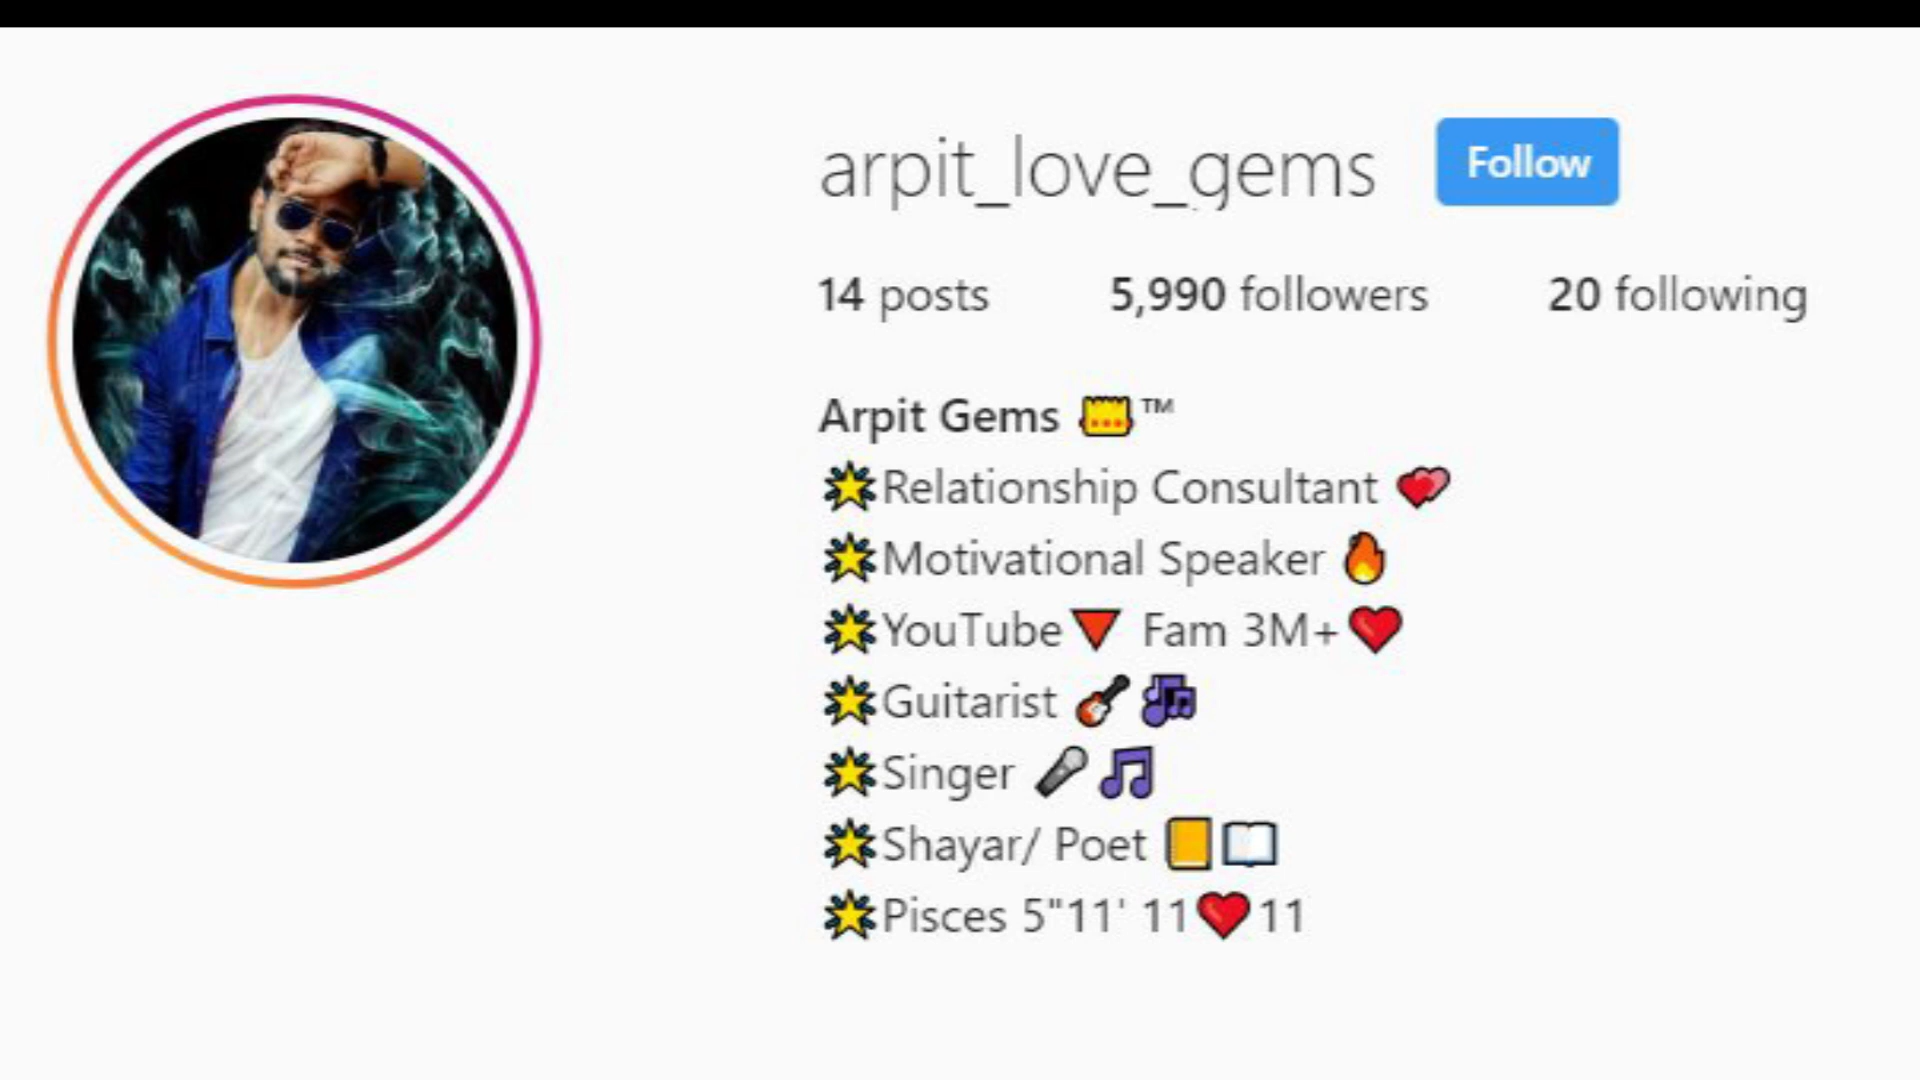 arpit_love_gems Follow
14 posts 5,990 followers 20 following
Arpit Gems ™
🌟Relationship Consultant 💕
🌟Motivational Speaker 🔥
🌟YouTube🔻 Fam 3M+❤
🌟Guitarist 🎸🎶
🌟Singer 🎤🎵
🌟Shayar/ Poet 📒📖
🌟Pisces 5"11' 11❤11